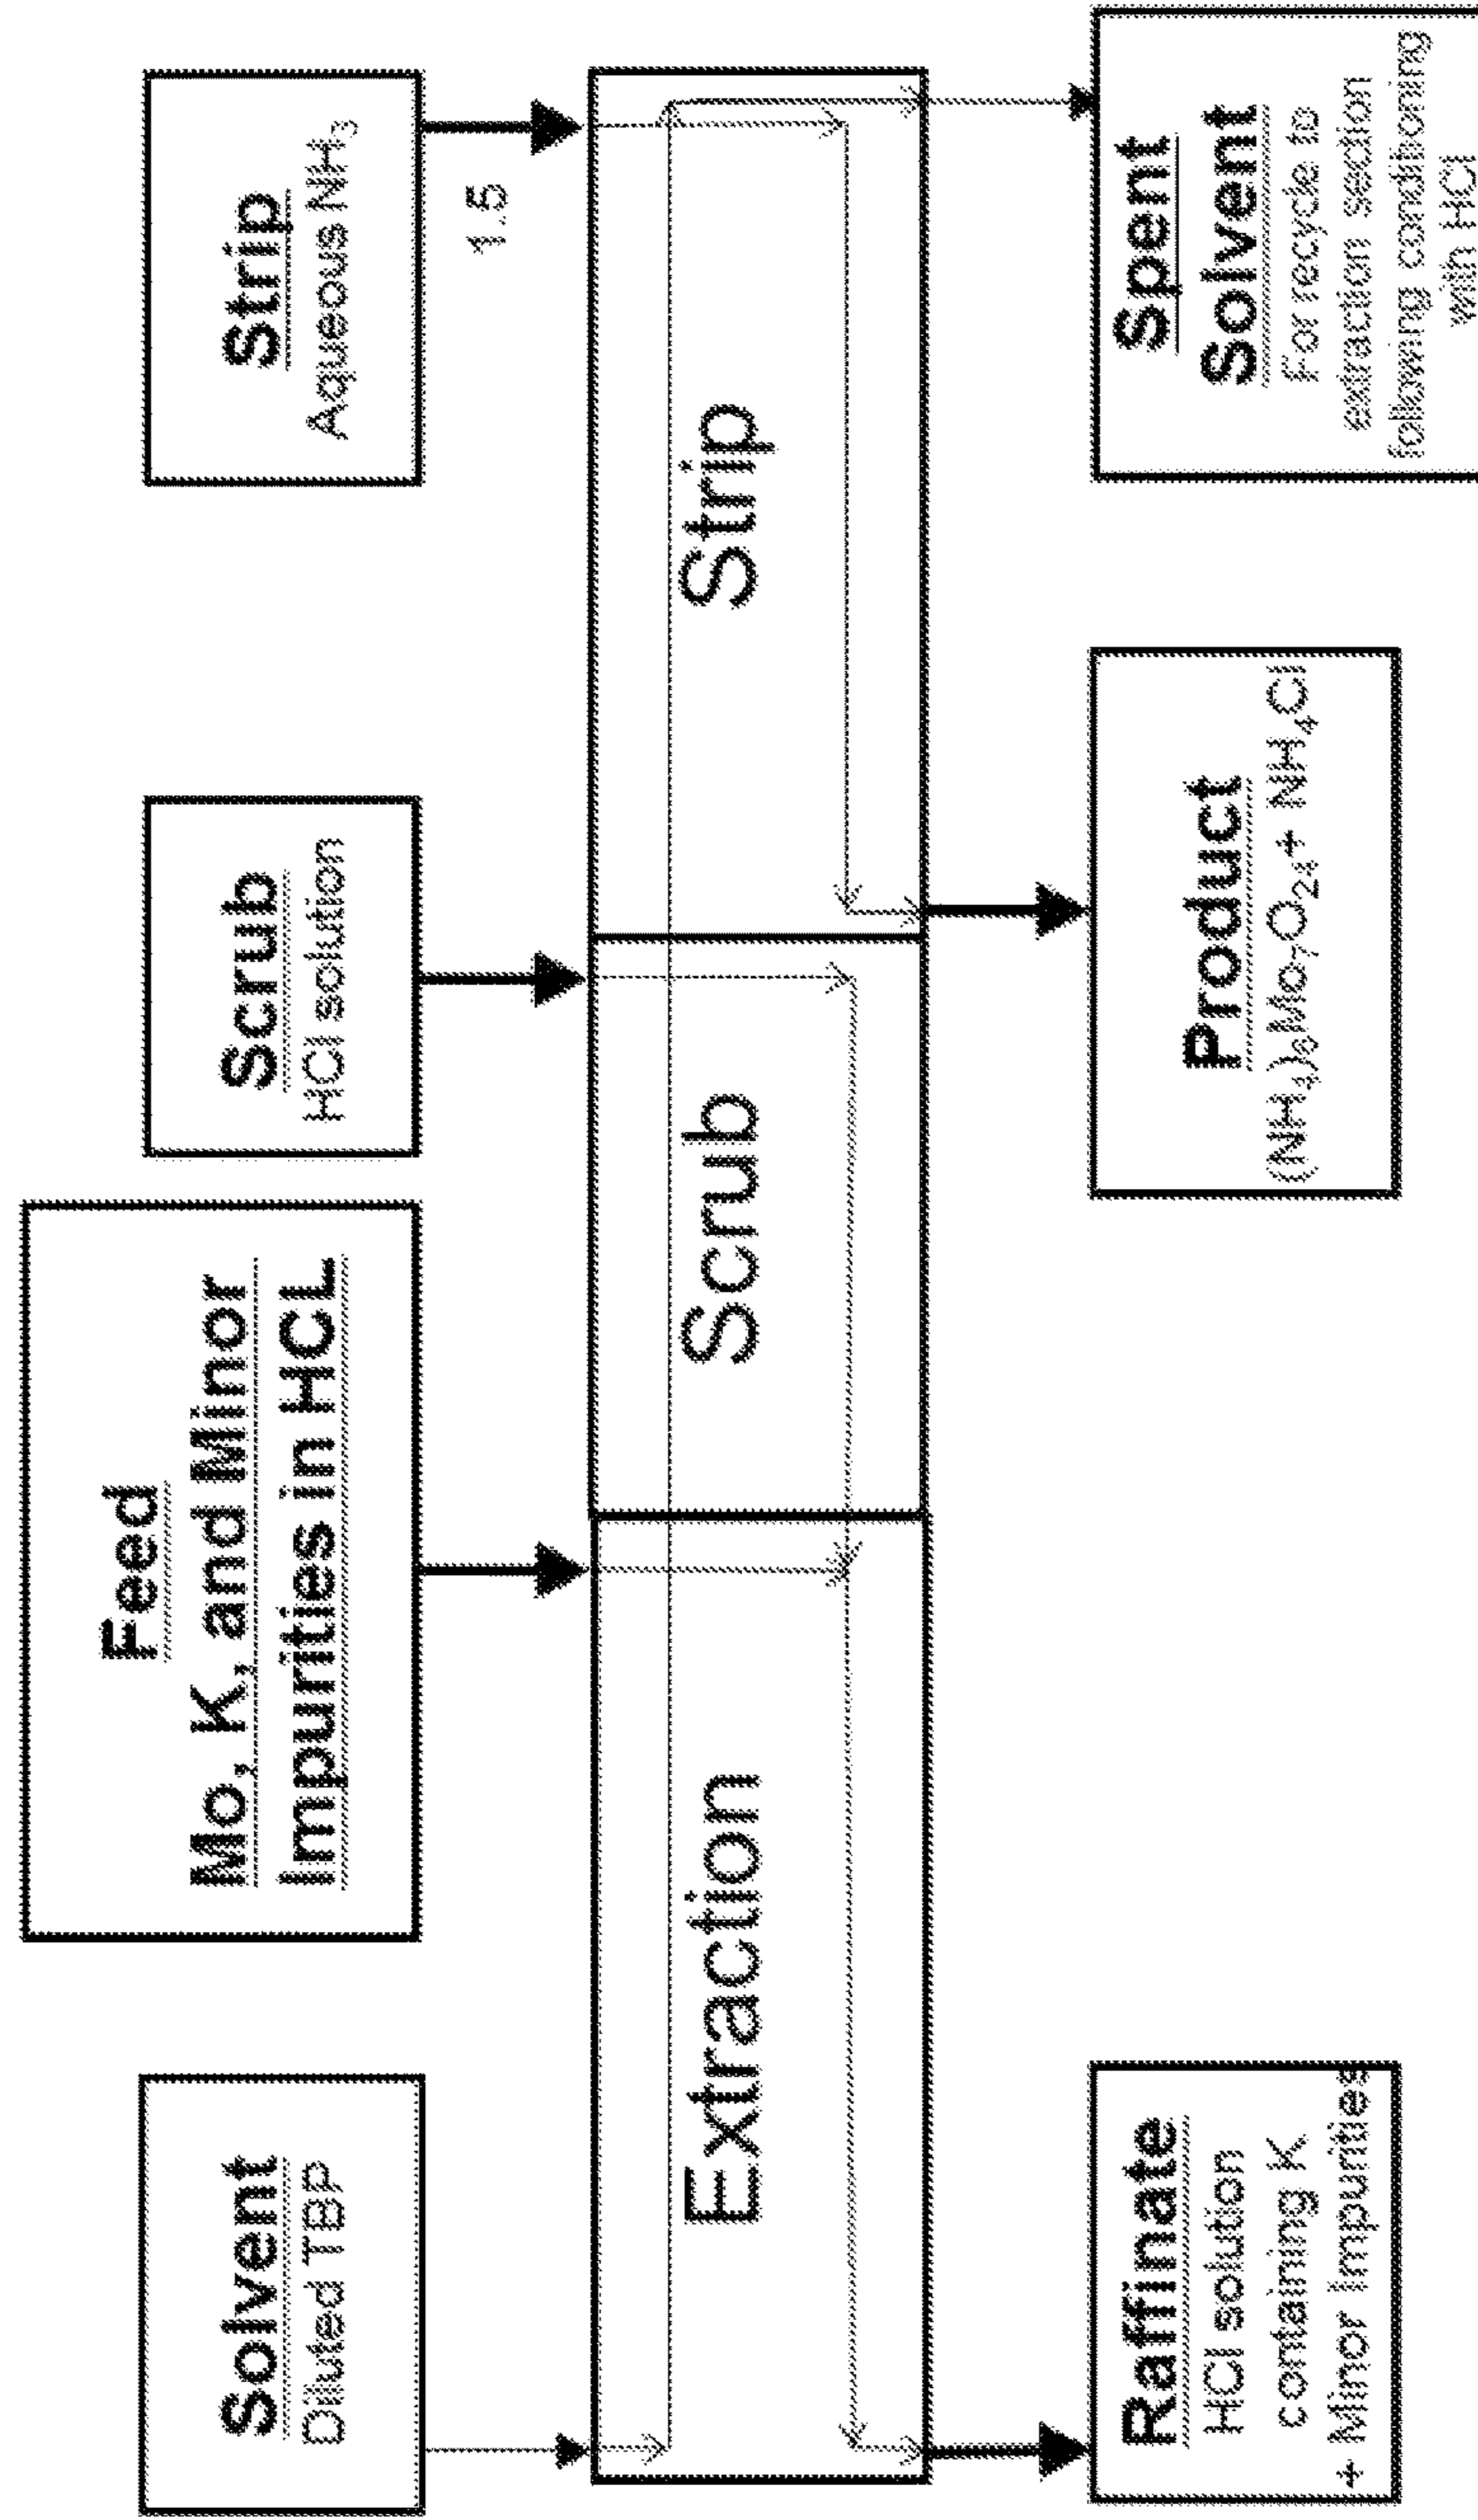 Solvent
Diluted TBP
Feed
Mo, K, and Minor
Impurities in HCL
Scrub
HCl solution
Strip
Aqueous NH₃
1.5
Extraction
Scrub
Strip
Raffinate
HCl solution
containing K
+ Minor Impurities
Product
(NH₄)₆Mo₇O₂₄+ NH₄Cl
Spent
Solvent
For recycle to
extraction section
following conditioning
with HCl